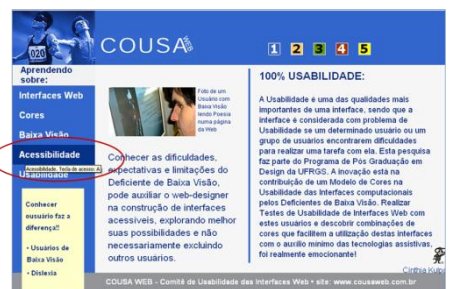 020
COUSA WEB
1 2 3 4 5
Aprendendo
sobre:
Interfaces Web
Cores
Baixa Visão
Acessibilidade
Acessibilidade. Tecla de acesso: A
Usabilidade
Conhecer
ousuário faz a
diferença!!
• Usuários de
Baixa Visão
• Dislexia
Foto de um
Usuário com
Baixa Visão
lendo Poesia
numa página
da Web
Conhecer as dificuldades,
expectativas e limitações do
Deficiente de Baixa Visão,
pode auxiliar o web-designer
na construção de interfaces
acessíveis, explorando melhor
suas possibilidades e não
necessariamente excluindo
outros usuários.
100% USABILIDADE:
A Usabilidade é uma das qualidades mais
importantes de uma interface, sendo que a
interface é considerada com problema de
Usabilidade se um determinado usuário ou um
grupo de usuários encontrarem dificuldades
para realizar uma tarefa com ela. Esta pesquisa
faz parte do Programa de Pós Graduação em
Design da UFRGS. A inovação está na
contribuição de um Modelo de Cores na
Usabilidade das Interfaces computacionais
pelos Deficientes de Baixa Visão. Realizar
Testes de Usabilidade de Interfaces Web com
estes usuários e descobrir combinações de
cores que facilitem a utilização destas interfaces
com o auxílio mínimo das tecnologias assistivas,
foi realmente emocionante!
Cínthia Kulpa
COUSA WEB - Comitê de Usabilidade das Interfaces Web • site: www.cousaweb.com.br